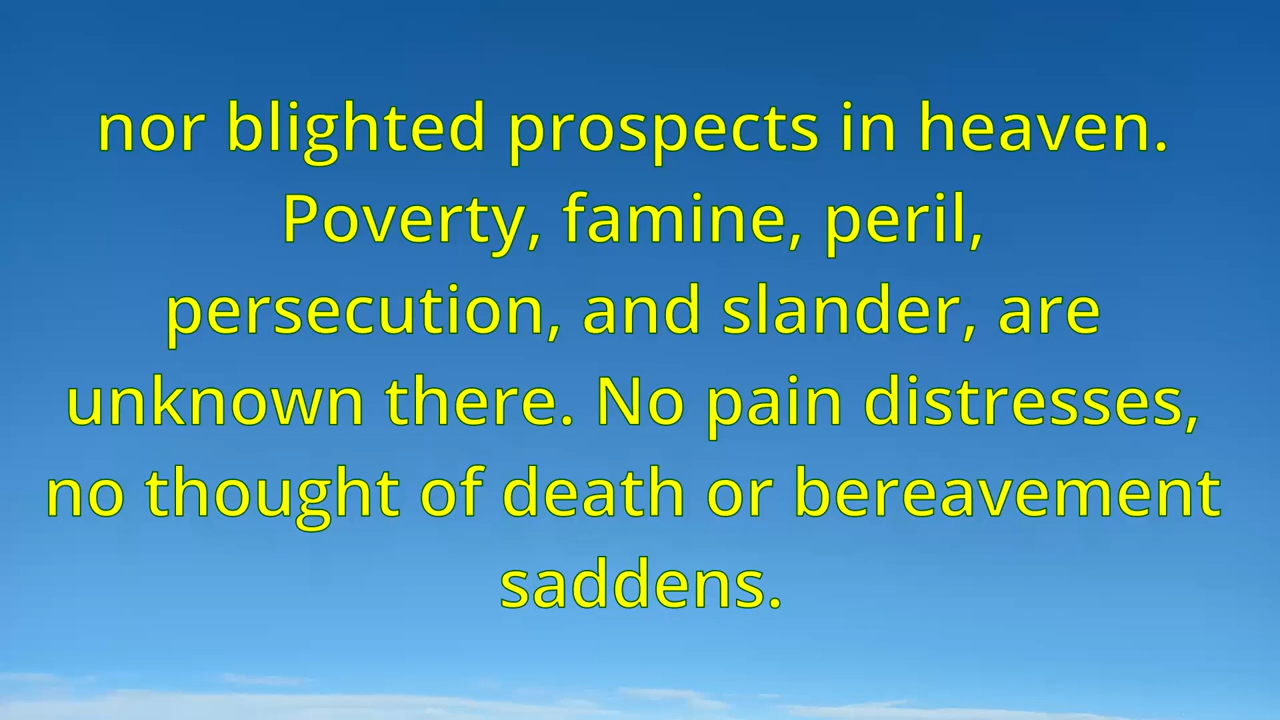 nor blighted prospects in heaven.
Poverty, famine, peril,
persecution, and slander, are
unknown there. No pain distresses,
no thought of death or bereavement
saddens.